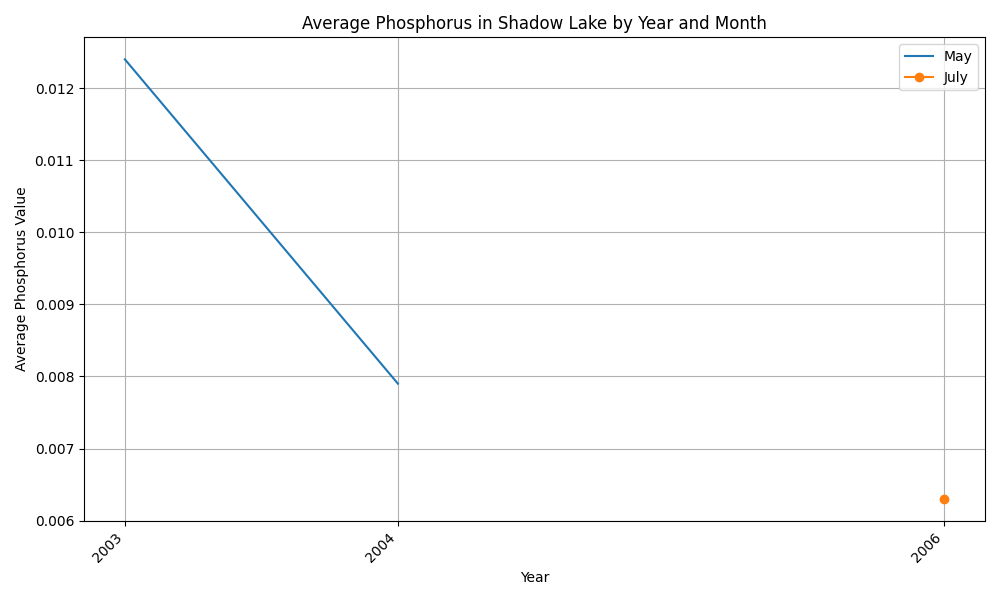 Average Phosphorus in Shadow Lake by Year and Month
May
July
0.012
0.011
0.010
0.009
0.008
0.007
0.006
Average Phosphorus Value
2003
2004
2006
Year